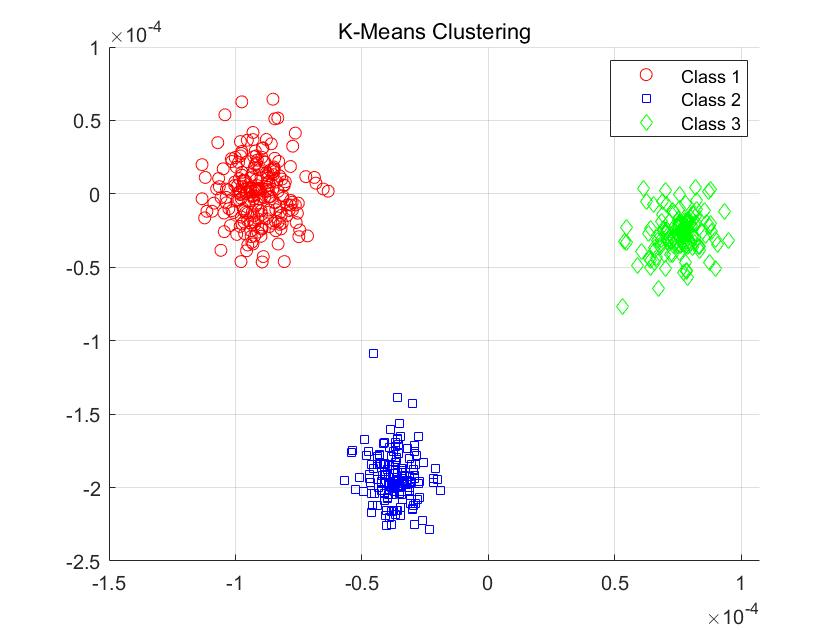 K-Means Clustering
×10^-4
1
0.5
0
-0.5
-1
-1.5
-2
-2.5
Class 1
Class 2
Class 3
-1.5 -1 -0.5 0 0.5 1
×10^-4